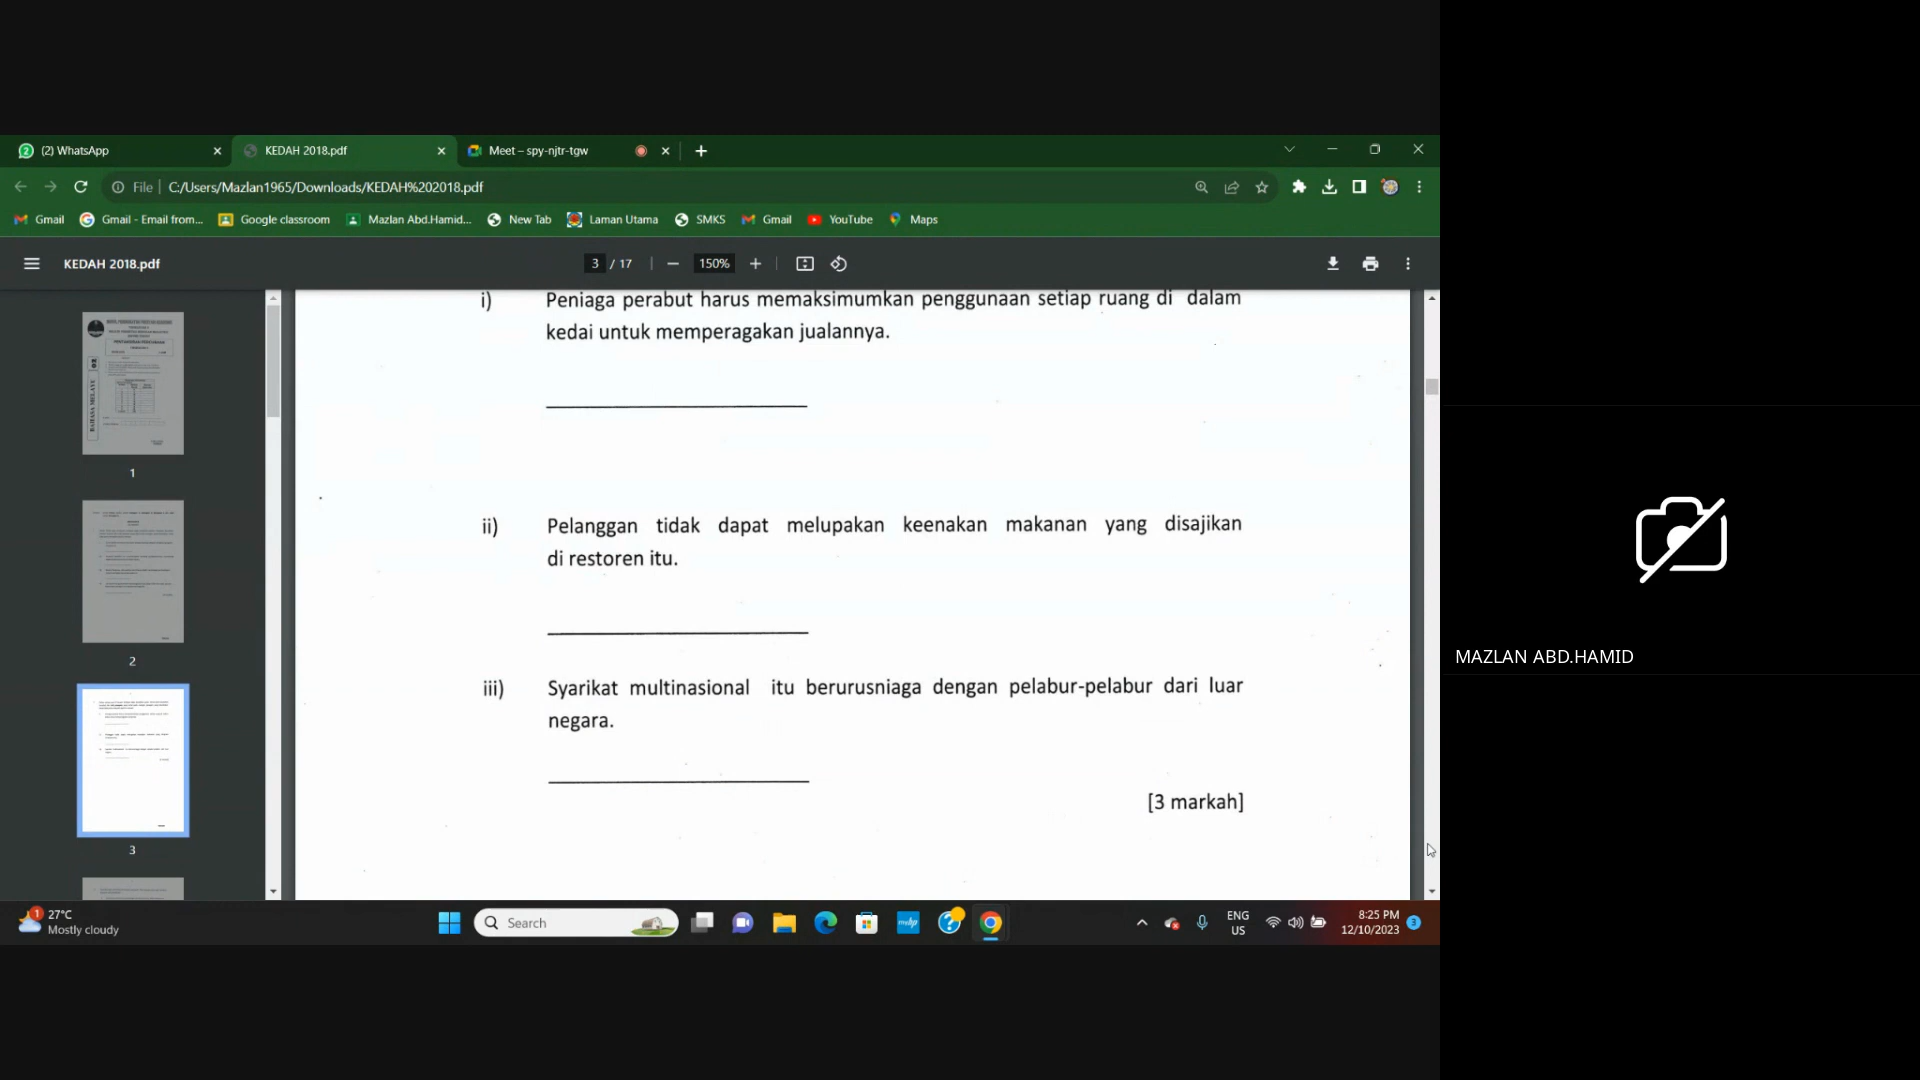 (2) WhatsApp
KEDAH 2018.pdf
Meet – spy-njtr-tgw
File
C:/Users/Mazlan1965/Downloads/KEDAH%202018.pdf
Gmail
Gmail - Email from...
Google classroom
Mazlan Abd.Hamid...
New Tab
Laman Utama
SMKS
Gmail
YouTube
Maps
KEDAH 2018.pdf
3 / 17
150%
1
2
3
i) Peniaga perabut harus memaksimumkan penggunaan setiap ruang di dalam
kedai untuk memperagakan jualannya.
ii) Pelanggan tidak dapat melupakan keenakan makanan yang disajikan
di restoren itu.
iii) Syarikat multinasional itu berurusniaga dengan pelabur-pelabur dari luar
negara.
[3 markah]
MAZLAN ABD.HAMID
1
27°C
Mostly cloudy
Search
ENG
US
8:25 PM
12/10/2023
3